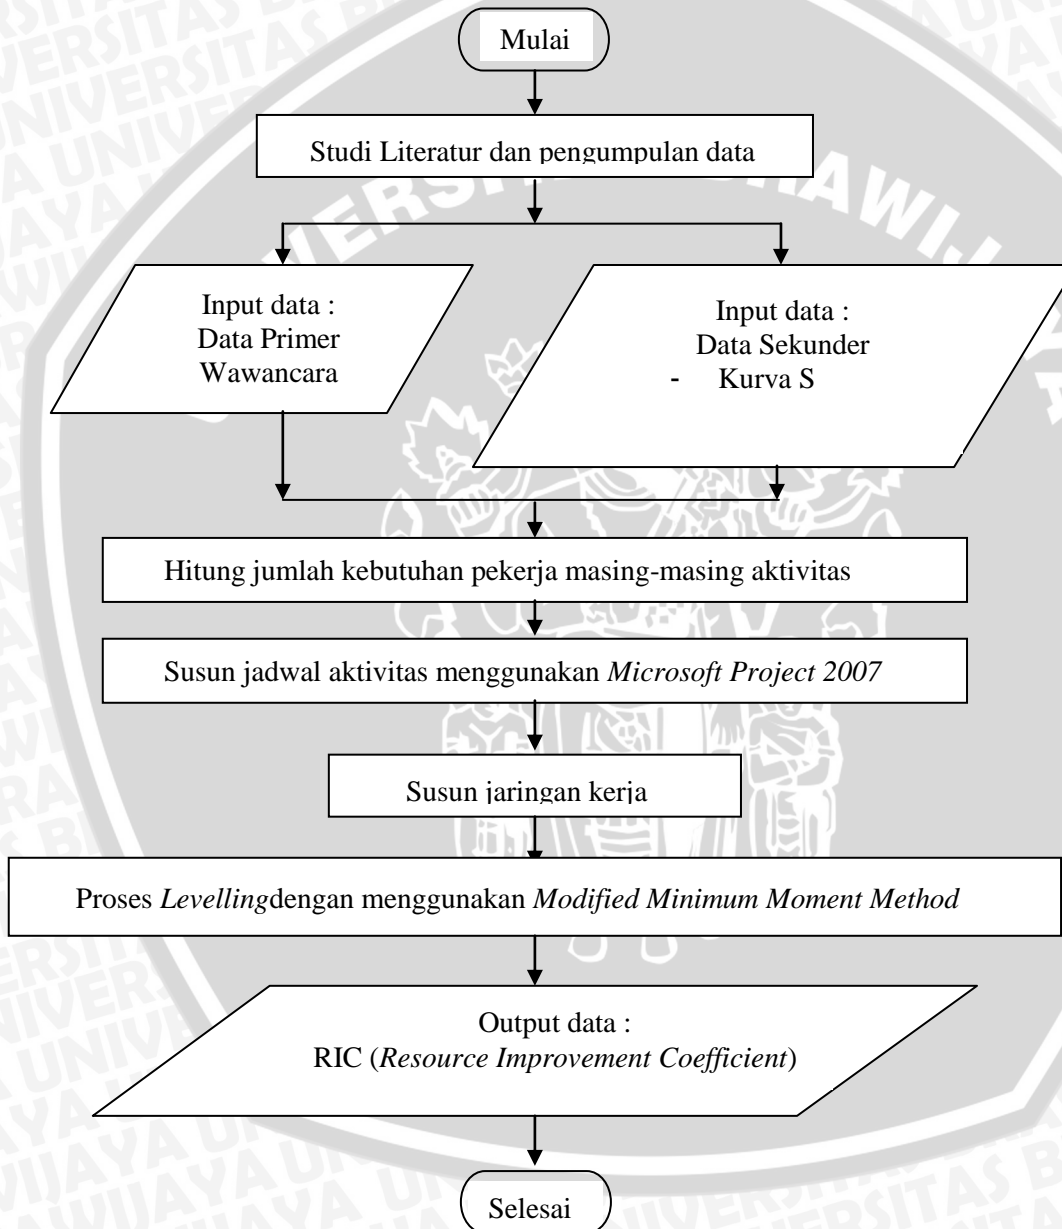 Mulai
Studi Literatur dan pengumpulan data
Input data :
Data Primer
Wawancara
Input data :
Data Sekunder
- Kurva S
Hitung jumlah kebutuhan pekerja masing-masing aktivitas
Susun jadwal aktivitas menggunakan Microsoft Project 2007
Susun jaringan kerja
Proses Levellingdengan menggunakan Modified Minimum Moment Method
Output data :
RIC (Resource Improvement Coefficient)
Selesai